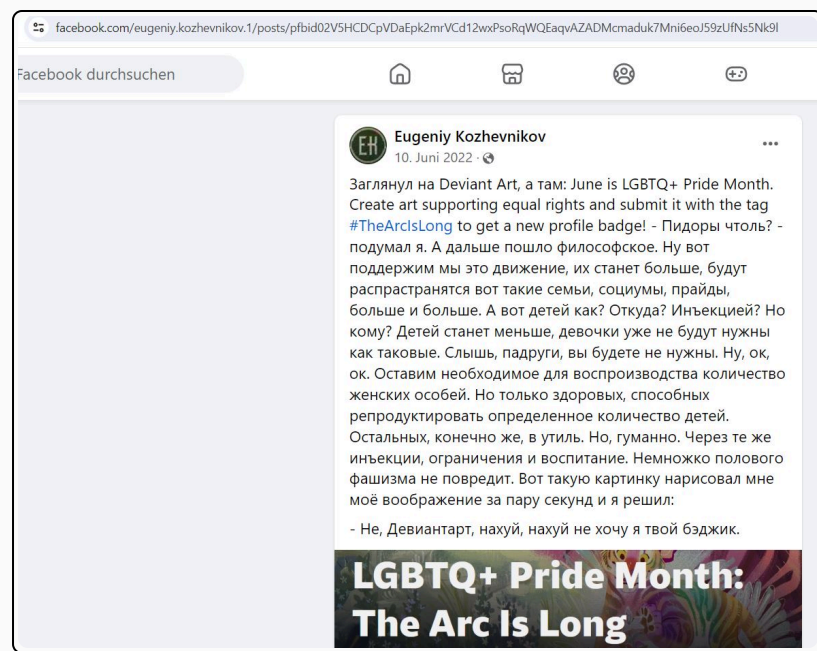 facebook.com/eugeniy.kozhevnikov.1/posts/pfbid02V5HCDCpVDaEpk2mrVCd12wxPsoRqWQEaqvAZADMcmaduk7Mni6eoJ59zUfNs5Nk9l
Facebook durchsuchen
EK
Eugeniy Kozhevnikov
10. Juni 2022 ·
Заглянул на Deviant Art, а там: June is LGBTQ+ Pride Month.
Create art supporting equal rights and submit it with the tag
#TheArcIsLong to get a new profile badge! - Пидоры чтоль? -
подумал я. А дальше пошло философское. Ну вот
поддержим мы это движение, их станет больше, будут
распрастранятся вот такие семьи, социумы, прайды,
больше и больше. А вот детей как? Откуда? Инъекцией? Но
кому? Детей станет меньше, девочки уже не будут нужны
как таковые. Слышь, падруги, вы будете не нужны. Ну, ок,
ок. Оставим необходимое для воспроизводства количество
женских особей. Но только здоровых, способных
репродуктировать определенное количество детей.
Остальных, конечно же, в утиль. Но, гуманно. Через те же
инъекции, ограничения и воспитание. Немножко полового
фашизма не повредит. Вот такую картинку нарисовал мне
моё воображение за пару секунд и я решил:
- Не, Девиантарт, нахуй, нахуй не хочу я твой бэджик.
LGBTQ+ Pride Month:
The Arc Is Long